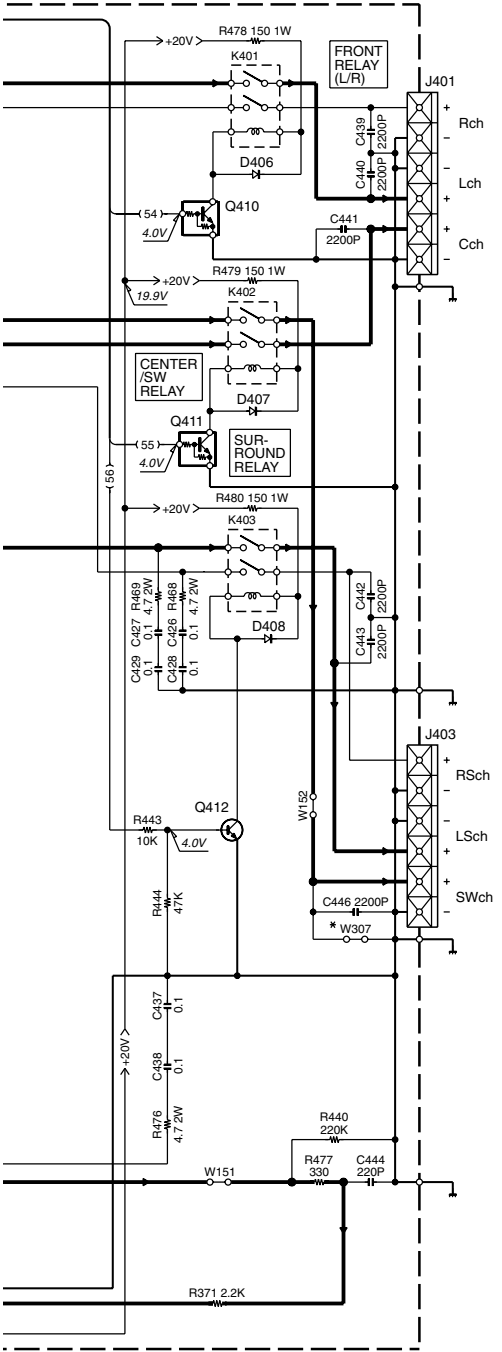 R478 150 1W
+20V
K401
FRONT
RELAY
(L/R)
J401
+
Rch
−
C439
2200P
C440
2200P
−
Lch
+
D406
Q410
54
4.0V
C441
2200P
+
Cch
−
R479 150 1W
+20V
19.9V
K402
CENTER
/SW
RELAY
D407
Q411
55
4.0V
SUR-
ROUND
RELAY
56
R480 150 1W
+20V
K403
R469
4.7 2W
R468
4.7 2W
C427
0.1
C426
0.1
C429
0.1
C428
0.1
D408
C442
2200P
C443
2200P
J403
+
RSch
−
−
LSch
+
+
SWch
−
W152
Q412
R443
10K
4.0V
R444
47K
C446 2200P
* W307
C437
0.1
+20V
C438
0.1
R476
4.7 2W
R440
220K
W151
R477
330
C444
220P
R371 2.2K